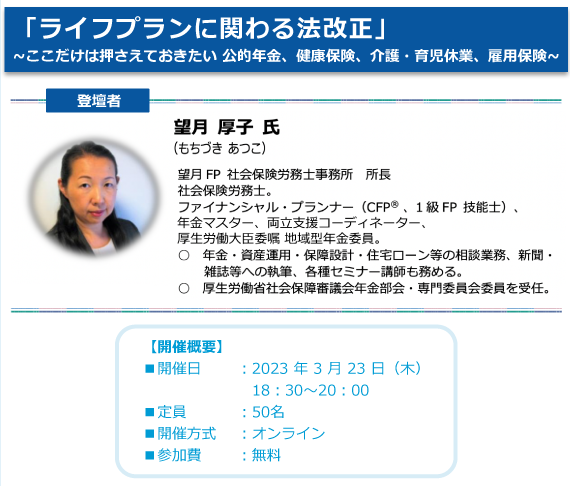 「ライフプランに関わる法改正」
~ここだけは押さえておきたい 公的年金、健康保険、介護・育児休業、雇用保険~
登壇者
望月 厚子 氏
(もちづき あつこ)
望月FP 社会保険労務士事務所 所長
社会保険労務士。
ファイナンシャル・プランナー（CFP®、1級FP 技能士）、
年金マスター、両立支援コーディネーター、
厚生労働大臣委嘱 地域型年金委員。
○ 年金・資産運用・保障設計・住宅ローン等の相談業務、新聞・
雑誌等への執筆、各種セミナー講師も務める。
○ 厚生労働省社会保障審議会年金部会・専門委員会委員を受任。
【開催概要】
■開催日 ：2023 年 3 月 23 日（木）
18：30～20：00
■定員 ：50名
■開催方式 ：オンライン
■参加費 ：無料